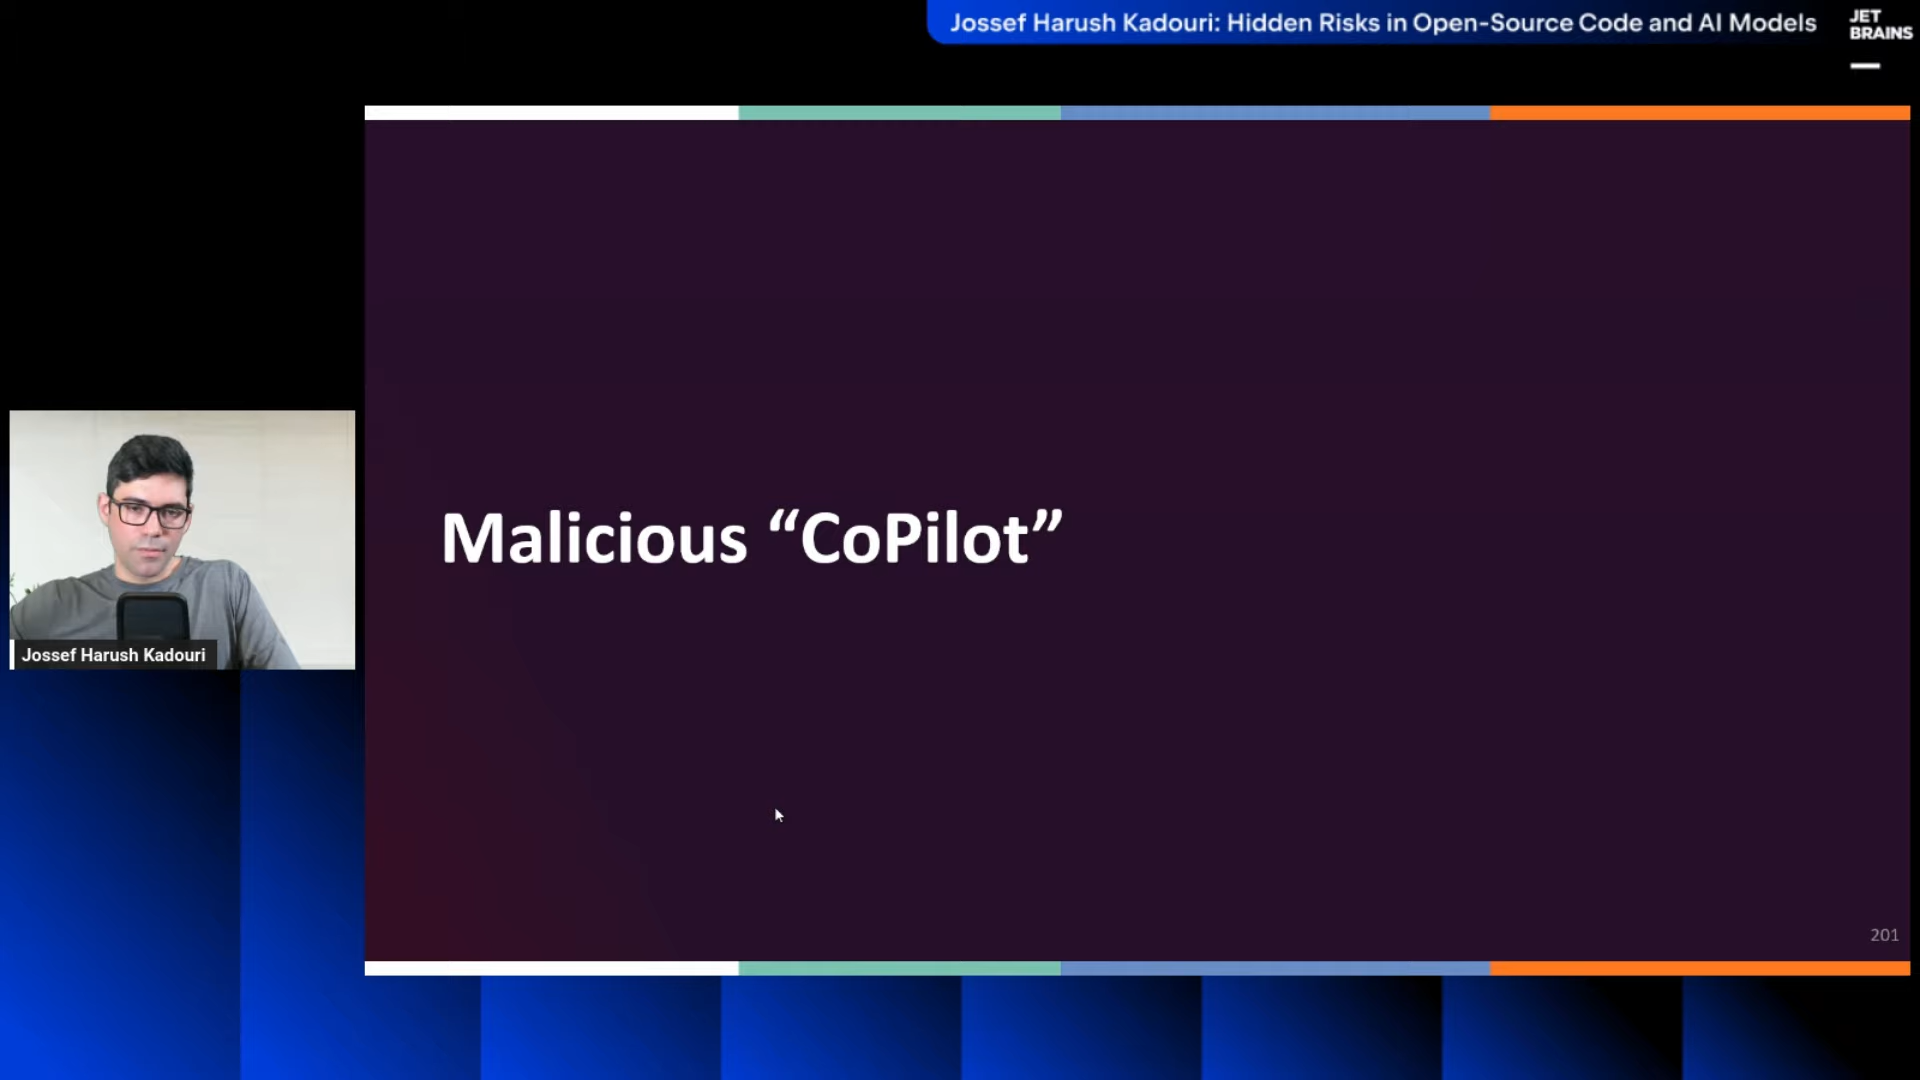 Jossef Harush Kadouri: Hidden Risks in Open-Source Code and AI Models
JET
BRAINS
Malicious “CoPilot”
Jossef Harush Kadouri
201